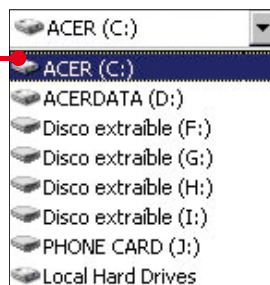 ACER (C:)
ACER (C:)
ACERDATA (D:)
Disco extraíble (F:)
Disco extraíble (G:)
Disco extraíble (H:)
Disco extraíble (I:)
PHONE CARD (J:)
Local Hard Drives